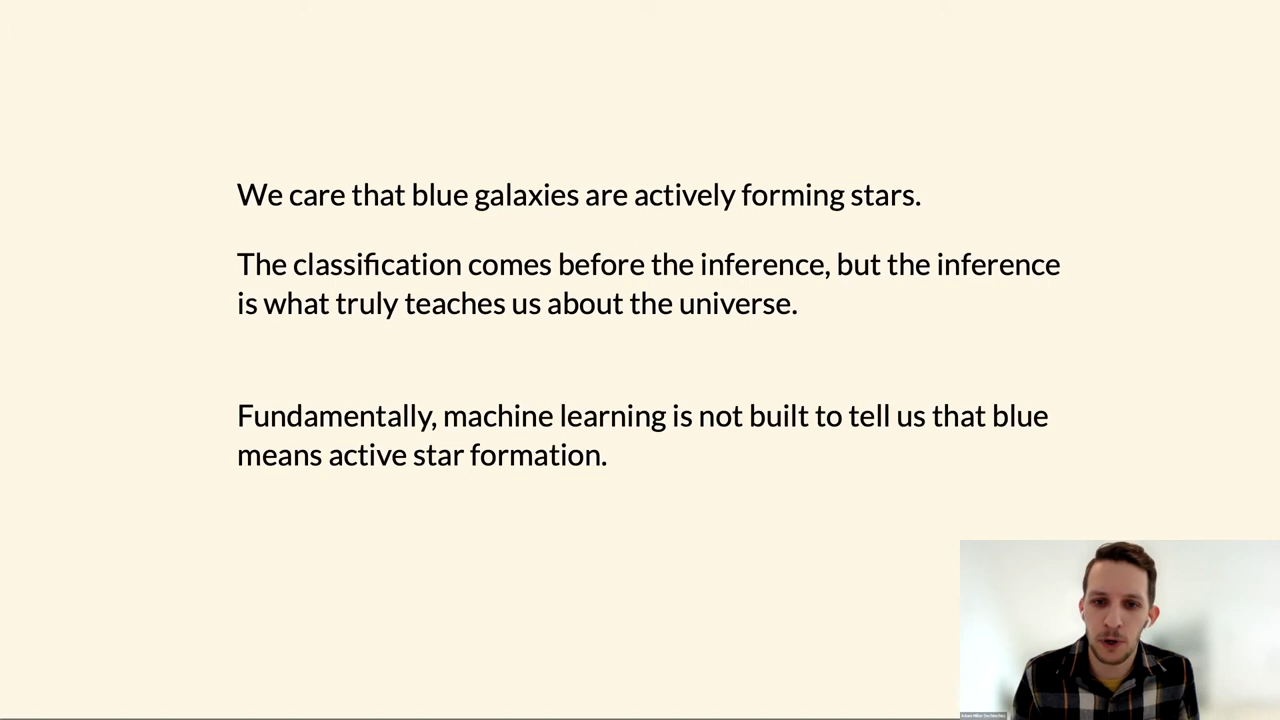 We care that blue galaxies are actively forming stars.
The classification comes before the inference, but the inference
is what truly teaches us about the universe.
Fundamentally, machine learning is not built to tell us that blue
means active star formation.